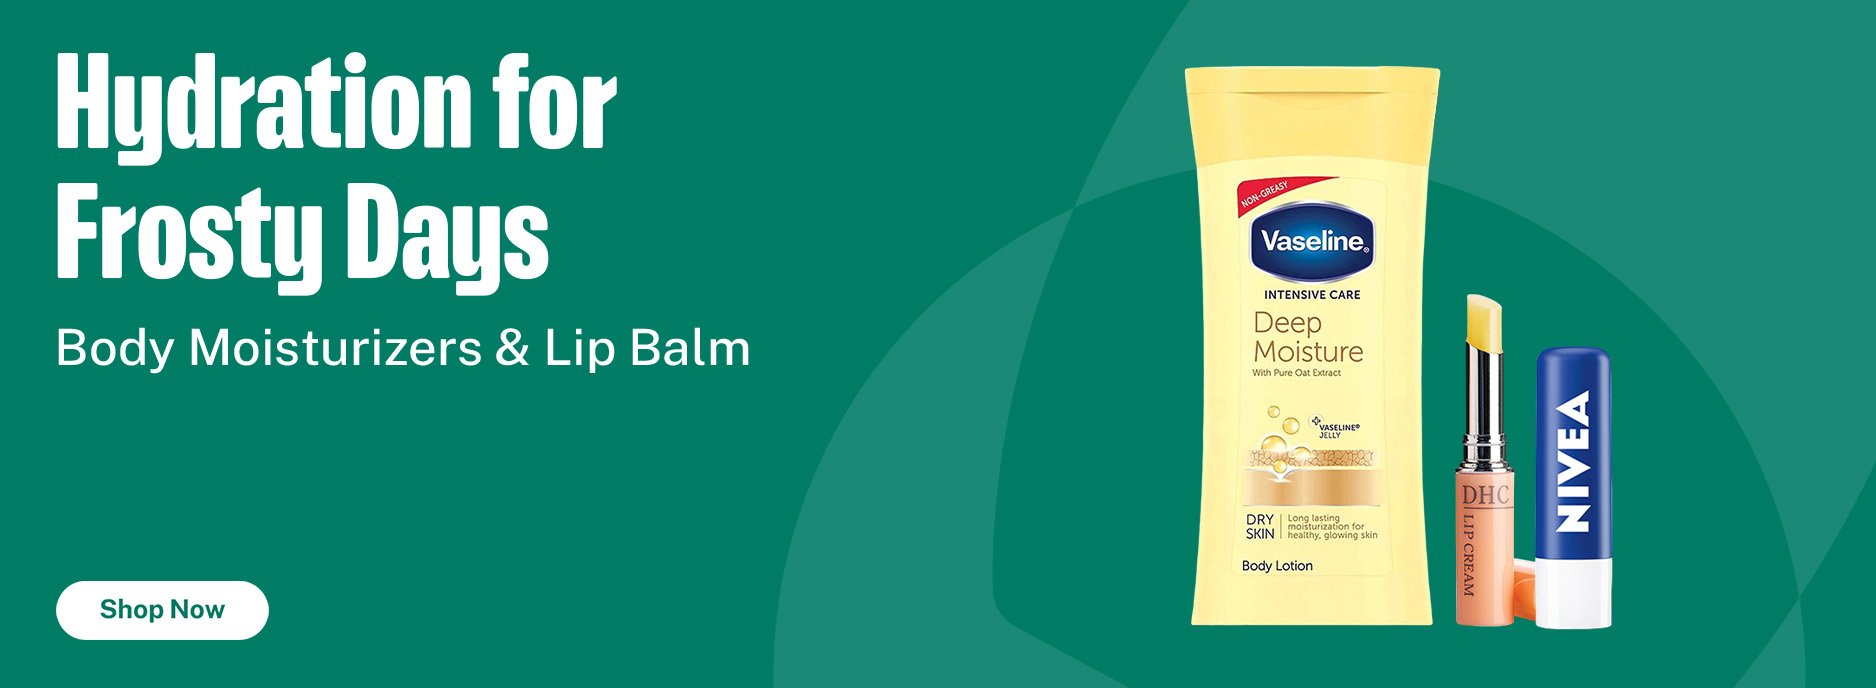 Hydration for
Frosty Days
Body Moisturizers & Lip Balm
Shop Now
NON-GREASY
Vaseline®
INTENSIVE CARE
Deep
Moisture
With Pure Oat Extract
VASELINE®
JELLY
DRY
SKIN
Long lasting
moisturization for
healthy, glowing skin
Body Lotion
DHC
LIP CREAM
NIVEA